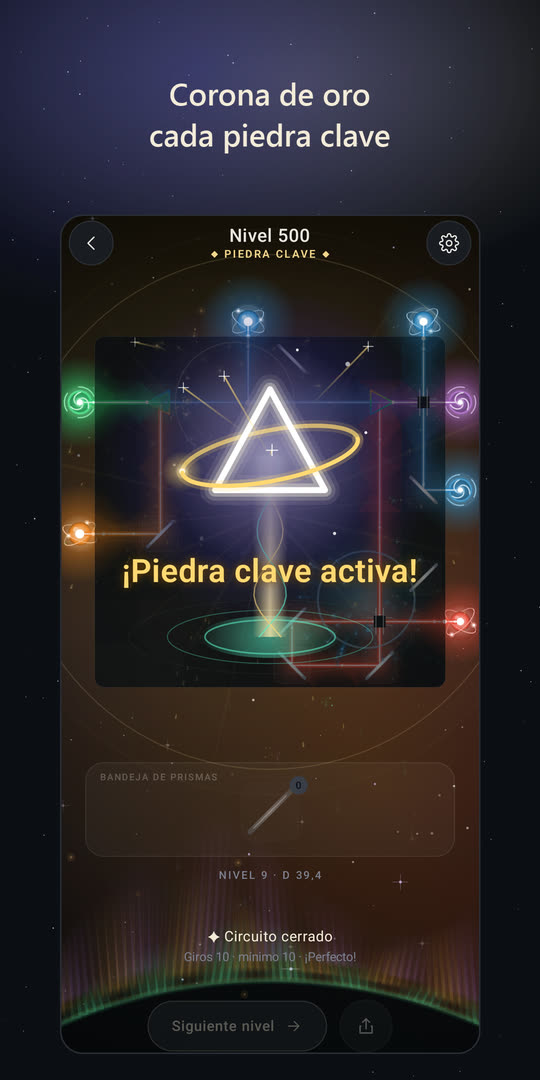 Corona de oro
cada piedra clave
Nivel 500
◆ PIEDRA CLAVE ◆
¡Piedra clave activa!
BANDEJA DE PRISMAS
0
NIVEL 9 · D 39,4
Circuito cerrado
Giros 10 · mínimo 10 · ¡Perfecto!
Siguiente nivel →